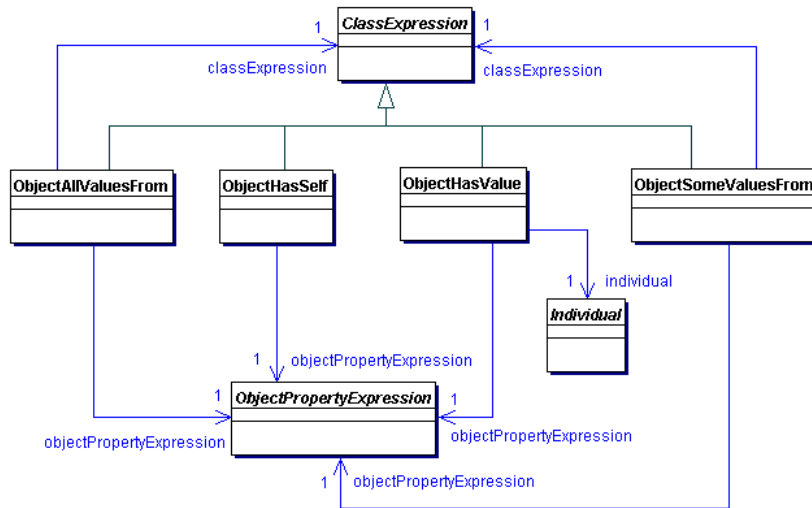 1
ClassExpression
1
classExpression
classExpression
ObjectAllValuesFrom
ObjectHasSelf
ObjectHasValue
ObjectSomeValuesFrom
1
individual
Individual
1
objectPropertyExpression
1
ObjectPropertyExpression
1
objectPropertyExpression
objectPropertyExpression
1
objectPropertyExpression